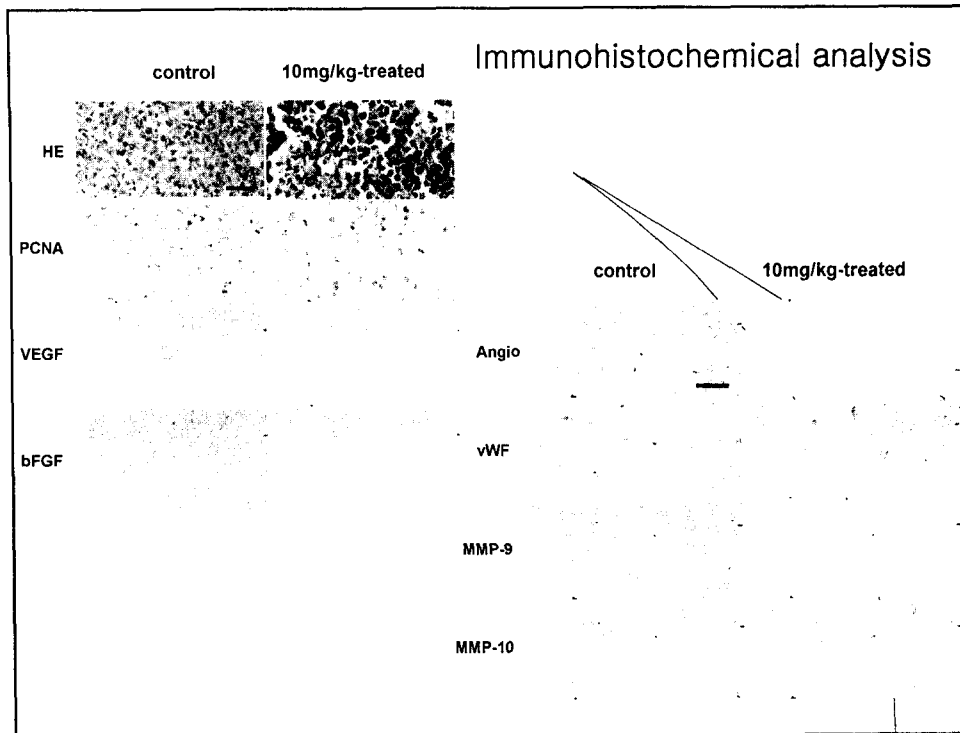 Immunohistochemical analysis
control 10mg/kg-treated
HE
PCNA
VEGF
bFGF
control 10mg/kg-treated
Angio
vWF
MMP-9
MMP-10